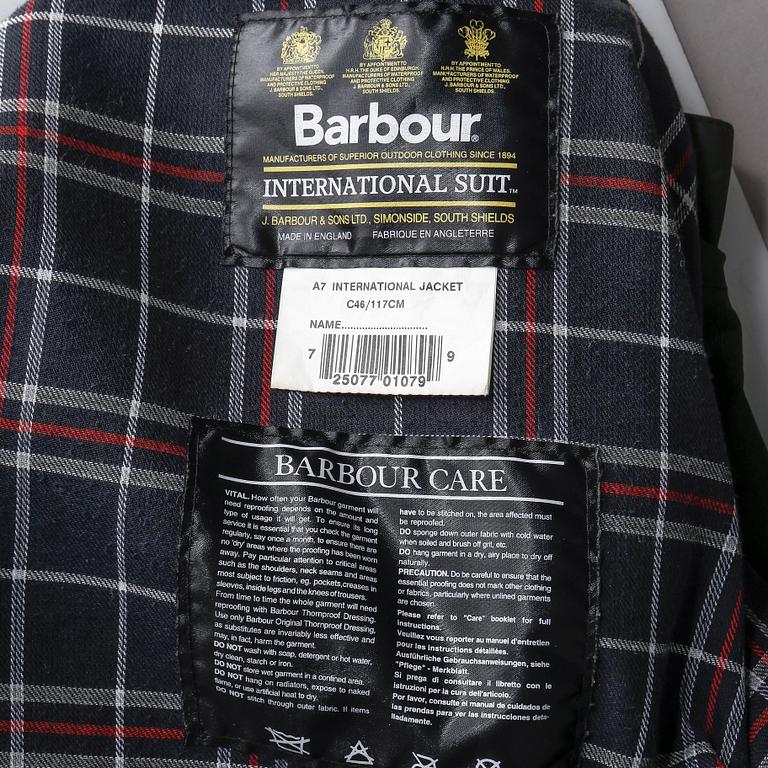 BY APPOINTMENT TO
HER MAJESTY THE QUEEN.
MANUFACTURERS OF WATERPROOF
AND PROTECTIVE CLOTHING
J. BARBOUR & SONS LTD.,
SOUTH SHIELDS.
BY APPOINTMENT TO
H.R.H. THE DUKE OF EDINBURGH.
MANUFACTURERS OF WATERPROOF
AND PROTECTIVE CLOTHING
J. BARBOUR & SONS LTD.,
SOUTH SHIELDS.
BY APPOINTMENT TO
H.R.H. THE PRINCE OF WALES.
MANUFACTURERS OF WATERPROOF
AND PROTECTIVE CLOTHING
J. BARBOUR & SONS LTD.,
SOUTH SHIELDS.
Barbour®
MANUFACTURERS OF SUPERIOR OUTDOOR CLOTHING SINCE 1894
INTERNATIONAL SUIT™
J. BARBOUR & SONS LTD., SIMONSIDE, SOUTH SHIELDS
MADE IN ENGLAND FABRIQUE EN ANGLETERRE
A7 INTERNATIONAL JACKET
C46/117CM
NAME............................
7 25077 01079 9
BARBOUR CARE
VITAL. How often your Barbour garment will
need reproofing depends on the amount and
type of usage it will get. To ensure its long
service it is essential that you check the garment
regularly, say once a month, to ensure there are
no 'dry' areas where the proofing has been worn
away. Pay particular attention to critical areas
such as the shoulders, neck seams and areas
most subject to friction, eg. pockets, creases in
sleeves, inside legs and the knees of trousers.
From time to time the whole garment will need
reproofing with Barbour Thornproof Dressing.
Use only Barbour Original Thornproof Dressing,
as substitutes are invariably less effective and
may, in fact, harm the garment.
DO NOT wash with soap, detergent or hot water,
dry clean, starch or iron.
DO NOT store wet garment in a confined area.
DO NOT hang on radiators, expose to naked
flame, or use artificial heat to dry.
DO NOT stitch through outer fabric. If items
have to be stitched on, the area affected must
be reproofed.
DO sponge down outer fabric with cold water
when soiled and brush off grit, etc.
DO hang garment in a dry, airy place to dry off
naturally.
PRECAUTION. Do be careful to ensure that the
essential proofing does not mark other clothing
or fabrics, particularly where unlined garments
are chosen.
Please refer to "Care" booklet for full
instructions.
Veuillez vous reporter au manuel d'entretien
pour les instructions détaillées.
Ausführliche Gebrauchsanweisungen, siehe
"Pflege" - Merkblatt.
Si prega di consultare il libretto con le
istruzioni per la cura dell'articolo.
Por favor, consulte el manual de cuidados de
las prendas para ver las instrucciones deta-
lladamente.